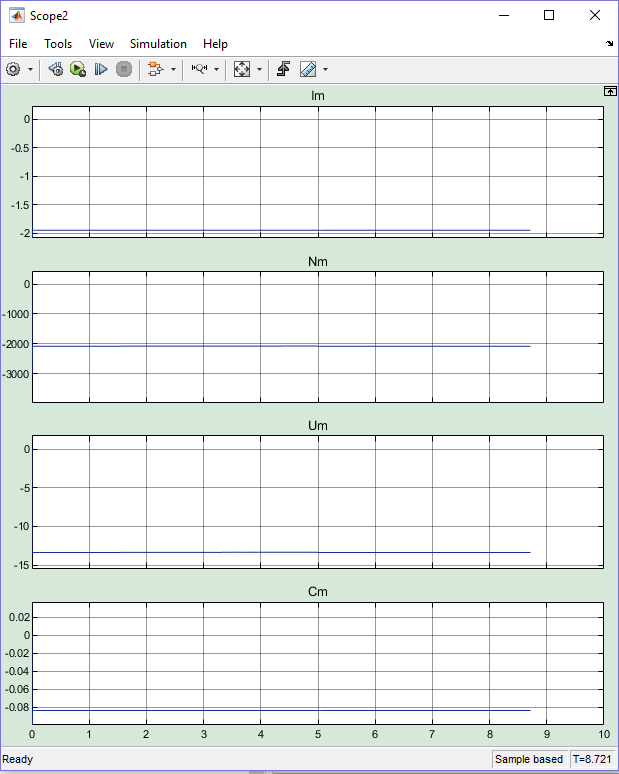 Scope2
File Tools View Simulation Help
Im
0
-0.5
-1
-1.5
-2
Nm
0
-1000
-2000
-3000
Um
0
-5
-10
-15
Cm
0.02
0
-0.02
-0.04
-0.06
-0.08
0 1 2 3 4 5 6 7 8 9 10
Ready Sample based T=8.721